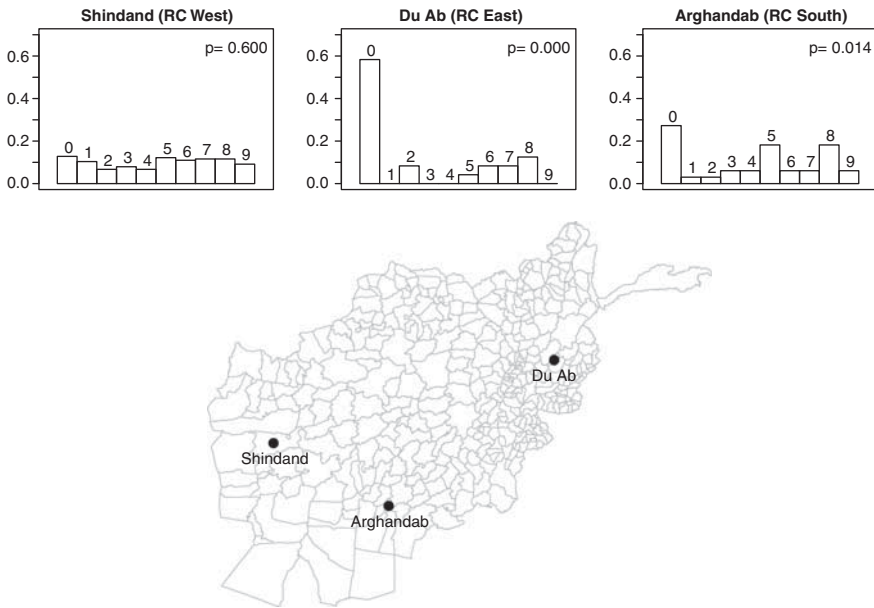 Shindand (RC West)
p= 0.600
0.6
0.4
0.2
0.0
0 1 2 3 4 5 6 7 8 9
Du Ab (RC East)
p= 0.000
0.6
0.4
0.2
0.0
0 1 2 3 4 5 6 7 8 9
Arghandab (RC South)
p= 0.014
0.6
0.4
0.2
0.0
0 1 2 3 4 5 6 7 8 9
Du Ab
Shindand
Arghandab